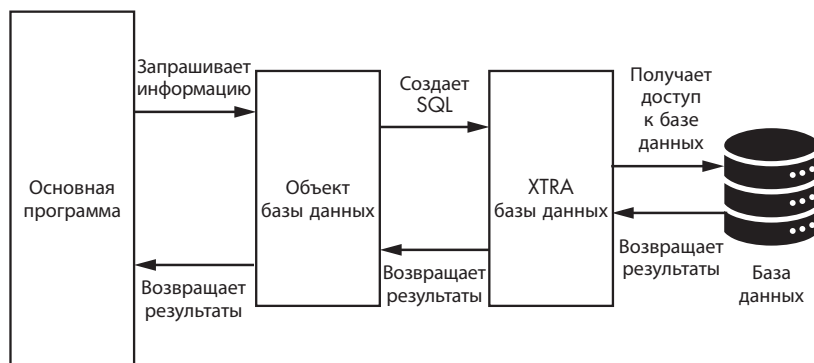 Основная
программа
Запрашивает
информацию
Возвращает
результаты
Объект
базы данных
Создает
SQL
Возвращает
результаты
XTRA
базы данных
Получает
доступ
к базе
данных
Возвращает
результаты
База
данных